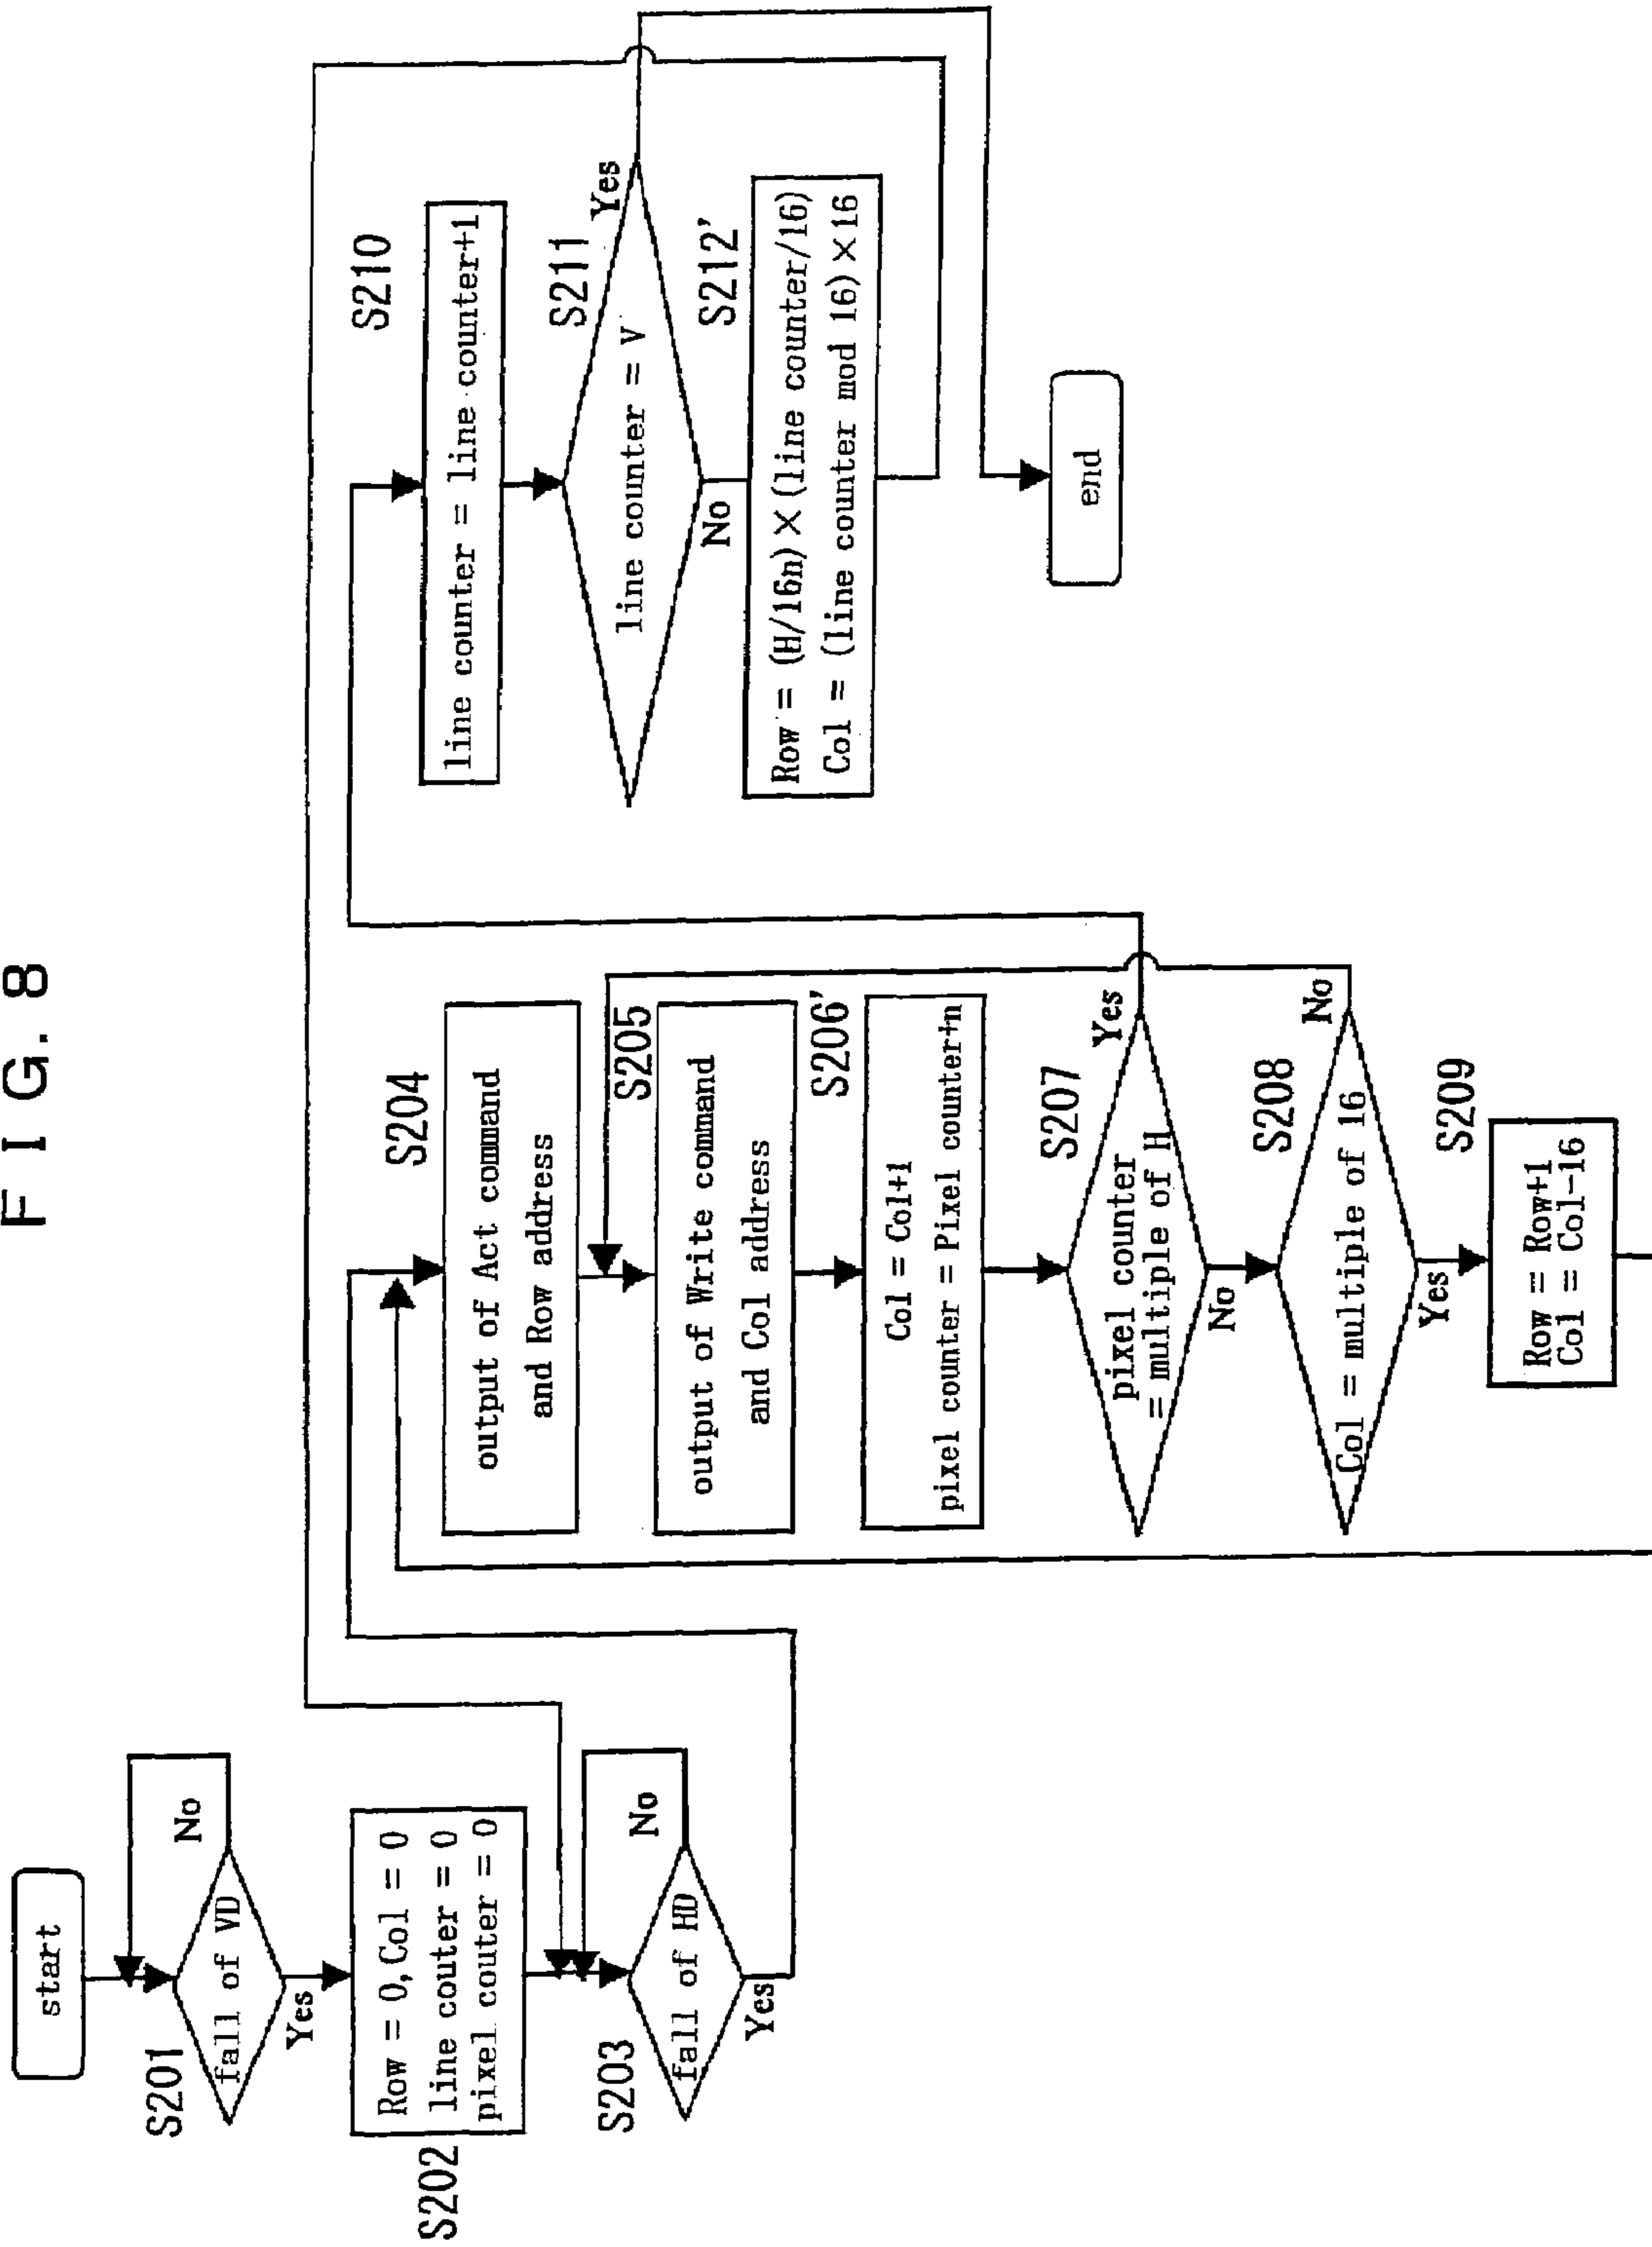 FIG. 8
start
S201
fall of VD
No
Yes
S202
Row = 0, Col = 0
line couter = 0
pixel couter = 0
S203
fall of HD
No
Yes
S204
output of Act command
and Row address
S205
output of Write command
and Col address
S206'
Col = Col+1
pixel counter = Pixel counter+n
S207
pixel counter
= multiple of H
Yes
No
S208
Col = multiple of 16
No
Yes
S209
Row = Row+1
Col = Col-16
S210
line counter = line counter+1
S211
line counter = V
Yes
No
S212'
Row = (H/16n)×(line counter/16)
Col = (line counter mod 16)×16
end